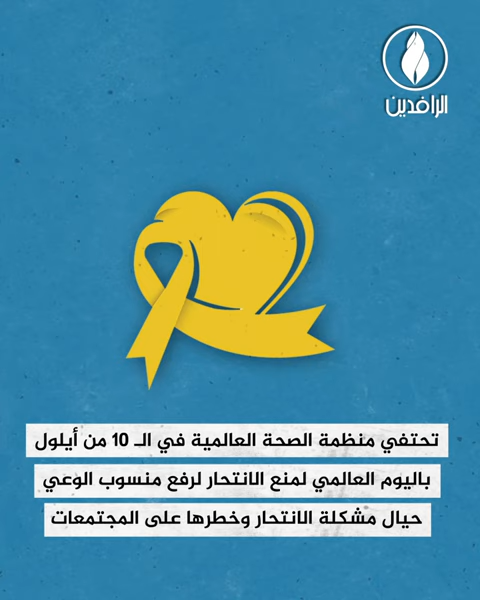 الرافدين
تحتفي منظمة الصحة العالمية في الـ 10 من أيلول
باليوم العالمي لمنع الانتحار لرفع منسوب الوعي
حيال مشكلة الانتحار وخطرها على المجتمعات